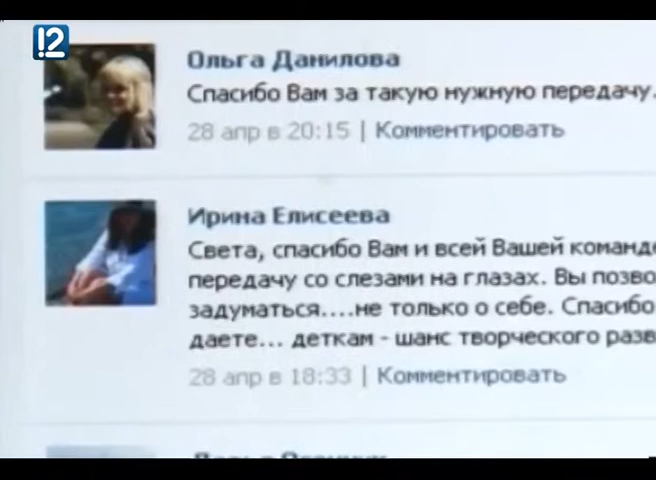 !2
Ольга Данилова
Спасибо Вам за такую нужную передачу.
28 апр в 20:15 | Комментировать
Ирина Елисеева
Света, спасибо Вам и всей Вашей команде
передачу со слезами на глазах. Вы позво
задуматься....не только о себе. Спасибо
даете... деткам - шанс творческого разв
28 апр в 18:33 | Комментировать